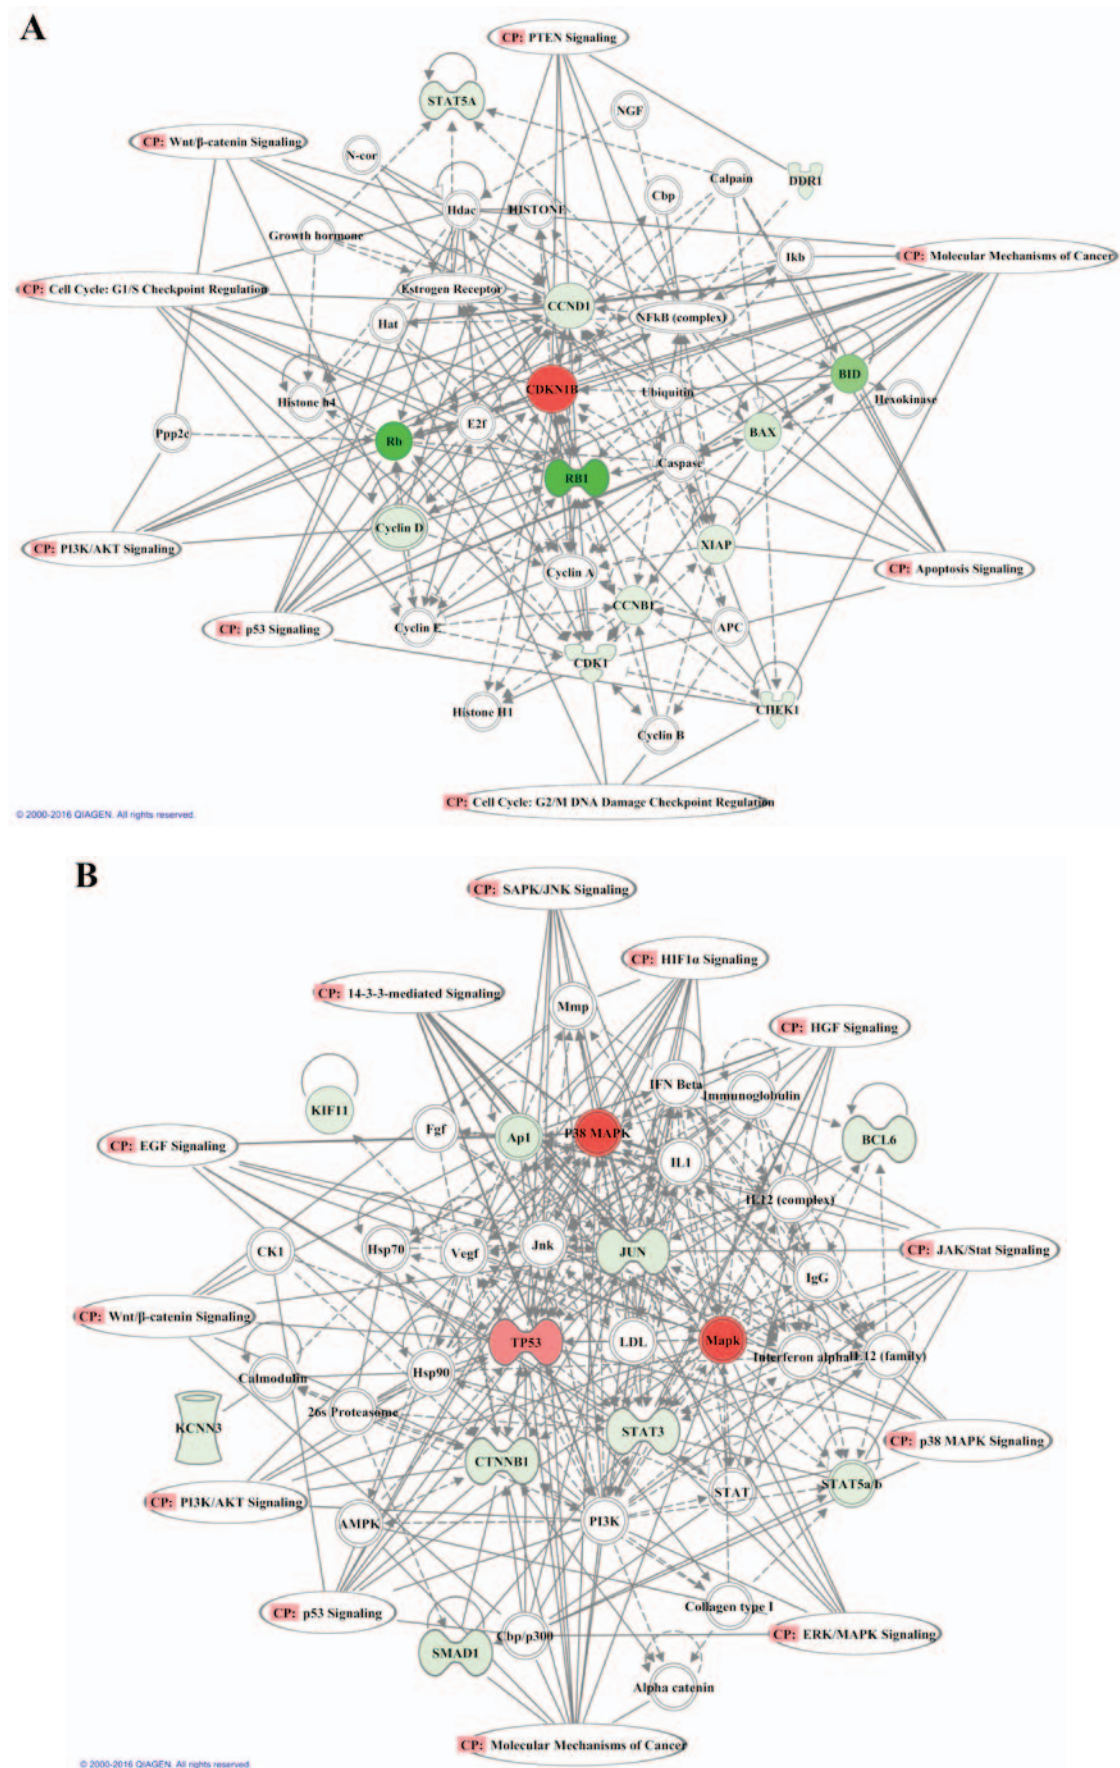 A
CP: PTEN Signaling
STAT5A
NGF
CP: Wnt/β-catenin Signaling
N-cor
Calpain
DDR1
Cbp
Hdac
HISTONE
Growth hormone
Ikb
CP: Molecular Mechanisms of Cancer
CP: Cell Cycle: G1/S Checkpoint Regulation
Estrogen Receptor
CCND1
NFkB (complex)
Hat
BID
CDKN1B
Ubiquitin
Hexokinase
Histone h4
E2f
Ppp2c
Rb
BAX
Caspase
RB1
Cyclin D
XIAP
CP: PI3K/AKT Signaling
Cyclin A
CP: Apoptosis Signaling
CCNB1
CP: p53 Signaling
Cyclin E
APC
CDK1
Histone H1
CHEK1
Cyclin B
CP: Cell Cycle: G2/M DNA Damage Checkpoint Regulation
© 2000-2016 QIAGEN. All rights reserved.
B
CP: SAPK/JNK Signaling
CP: HIF1α Signaling
CP: 14-3-3-mediated Signaling
Mmp
CP: HGF Signaling
IFN Beta
Immunoglobulin
KIF11
Fgf
Ap1
P38 MAPK
BCL6
CP: EGF Signaling
IL1
IL12 (complex)
CK1
Hsp70
Vegf
Jnk
JUN
CP: JAK/Stat Signaling
IgG
CP: Wnt/β-catenin Signaling
TP53
LDL
Mapk
Interferon alpha
IL12 (family)
Calmodulin
Hsp90
26s Proteasome
KCNN3
STAT3
CP: p38 MAPK Signaling
CTNNB1
STAT5a/b
STAT
CP: PI3K/AKT Signaling
AMPK
PI3K
Collagen type I
CP: p53 Signaling
Cbp/p300
CP: ERK/MAPK Signaling
SMAD1
Alpha catenin
CP: Molecular Mechanisms of Cancer
© 2000-2016 QIAGEN. All rights reserved.